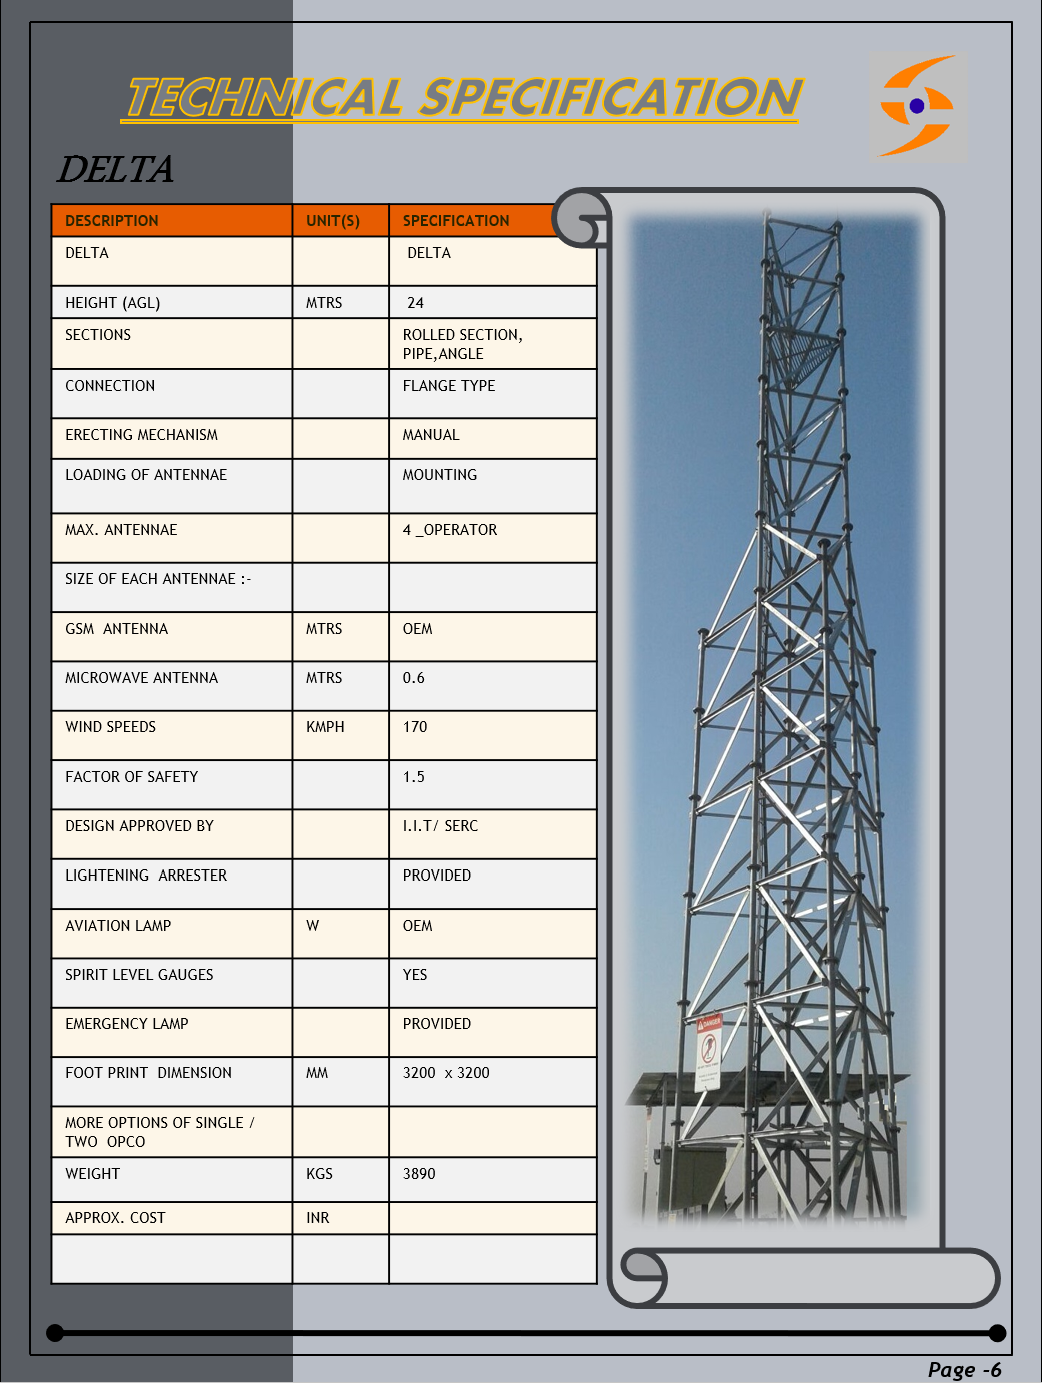 TECHNICAL SPECIFICATION
DELTA
DESCRIPTION UNIT(S) SPECIFICATION
DELTA DELTA
HEIGHT (AGL) MTRS 24
SECTIONS ROLLED SECTION,
PIPE,ANGLE
CONNECTION FLANGE TYPE
ERECTING MECHANISM MANUAL
LOADING OF ANTENNAE MOUNTING
MAX. ANTENNAE 4 _OPERATOR
SIZE OF EACH ANTENNAE :-
GSM ANTENNA MTRS OEM
MICROWAVE ANTENNA MTRS 0.6
WIND SPEEDS KMPH 170
FACTOR OF SAFETY 1.5
DESIGN APPROVED BY I.I.T/ SERC
LIGHTENING ARRESTER PROVIDED
AVIATION LAMP W OEM
SPIRIT LEVEL GAUGES YES
EMERGENCY LAMP PROVIDED
FOOT PRINT DIMENSION MM 3200 x 3200
MORE OPTIONS OF SINGLE /
TWO OPCO
WEIGHT KGS 3890
APPROX. COST INR
DANGER
Page -6